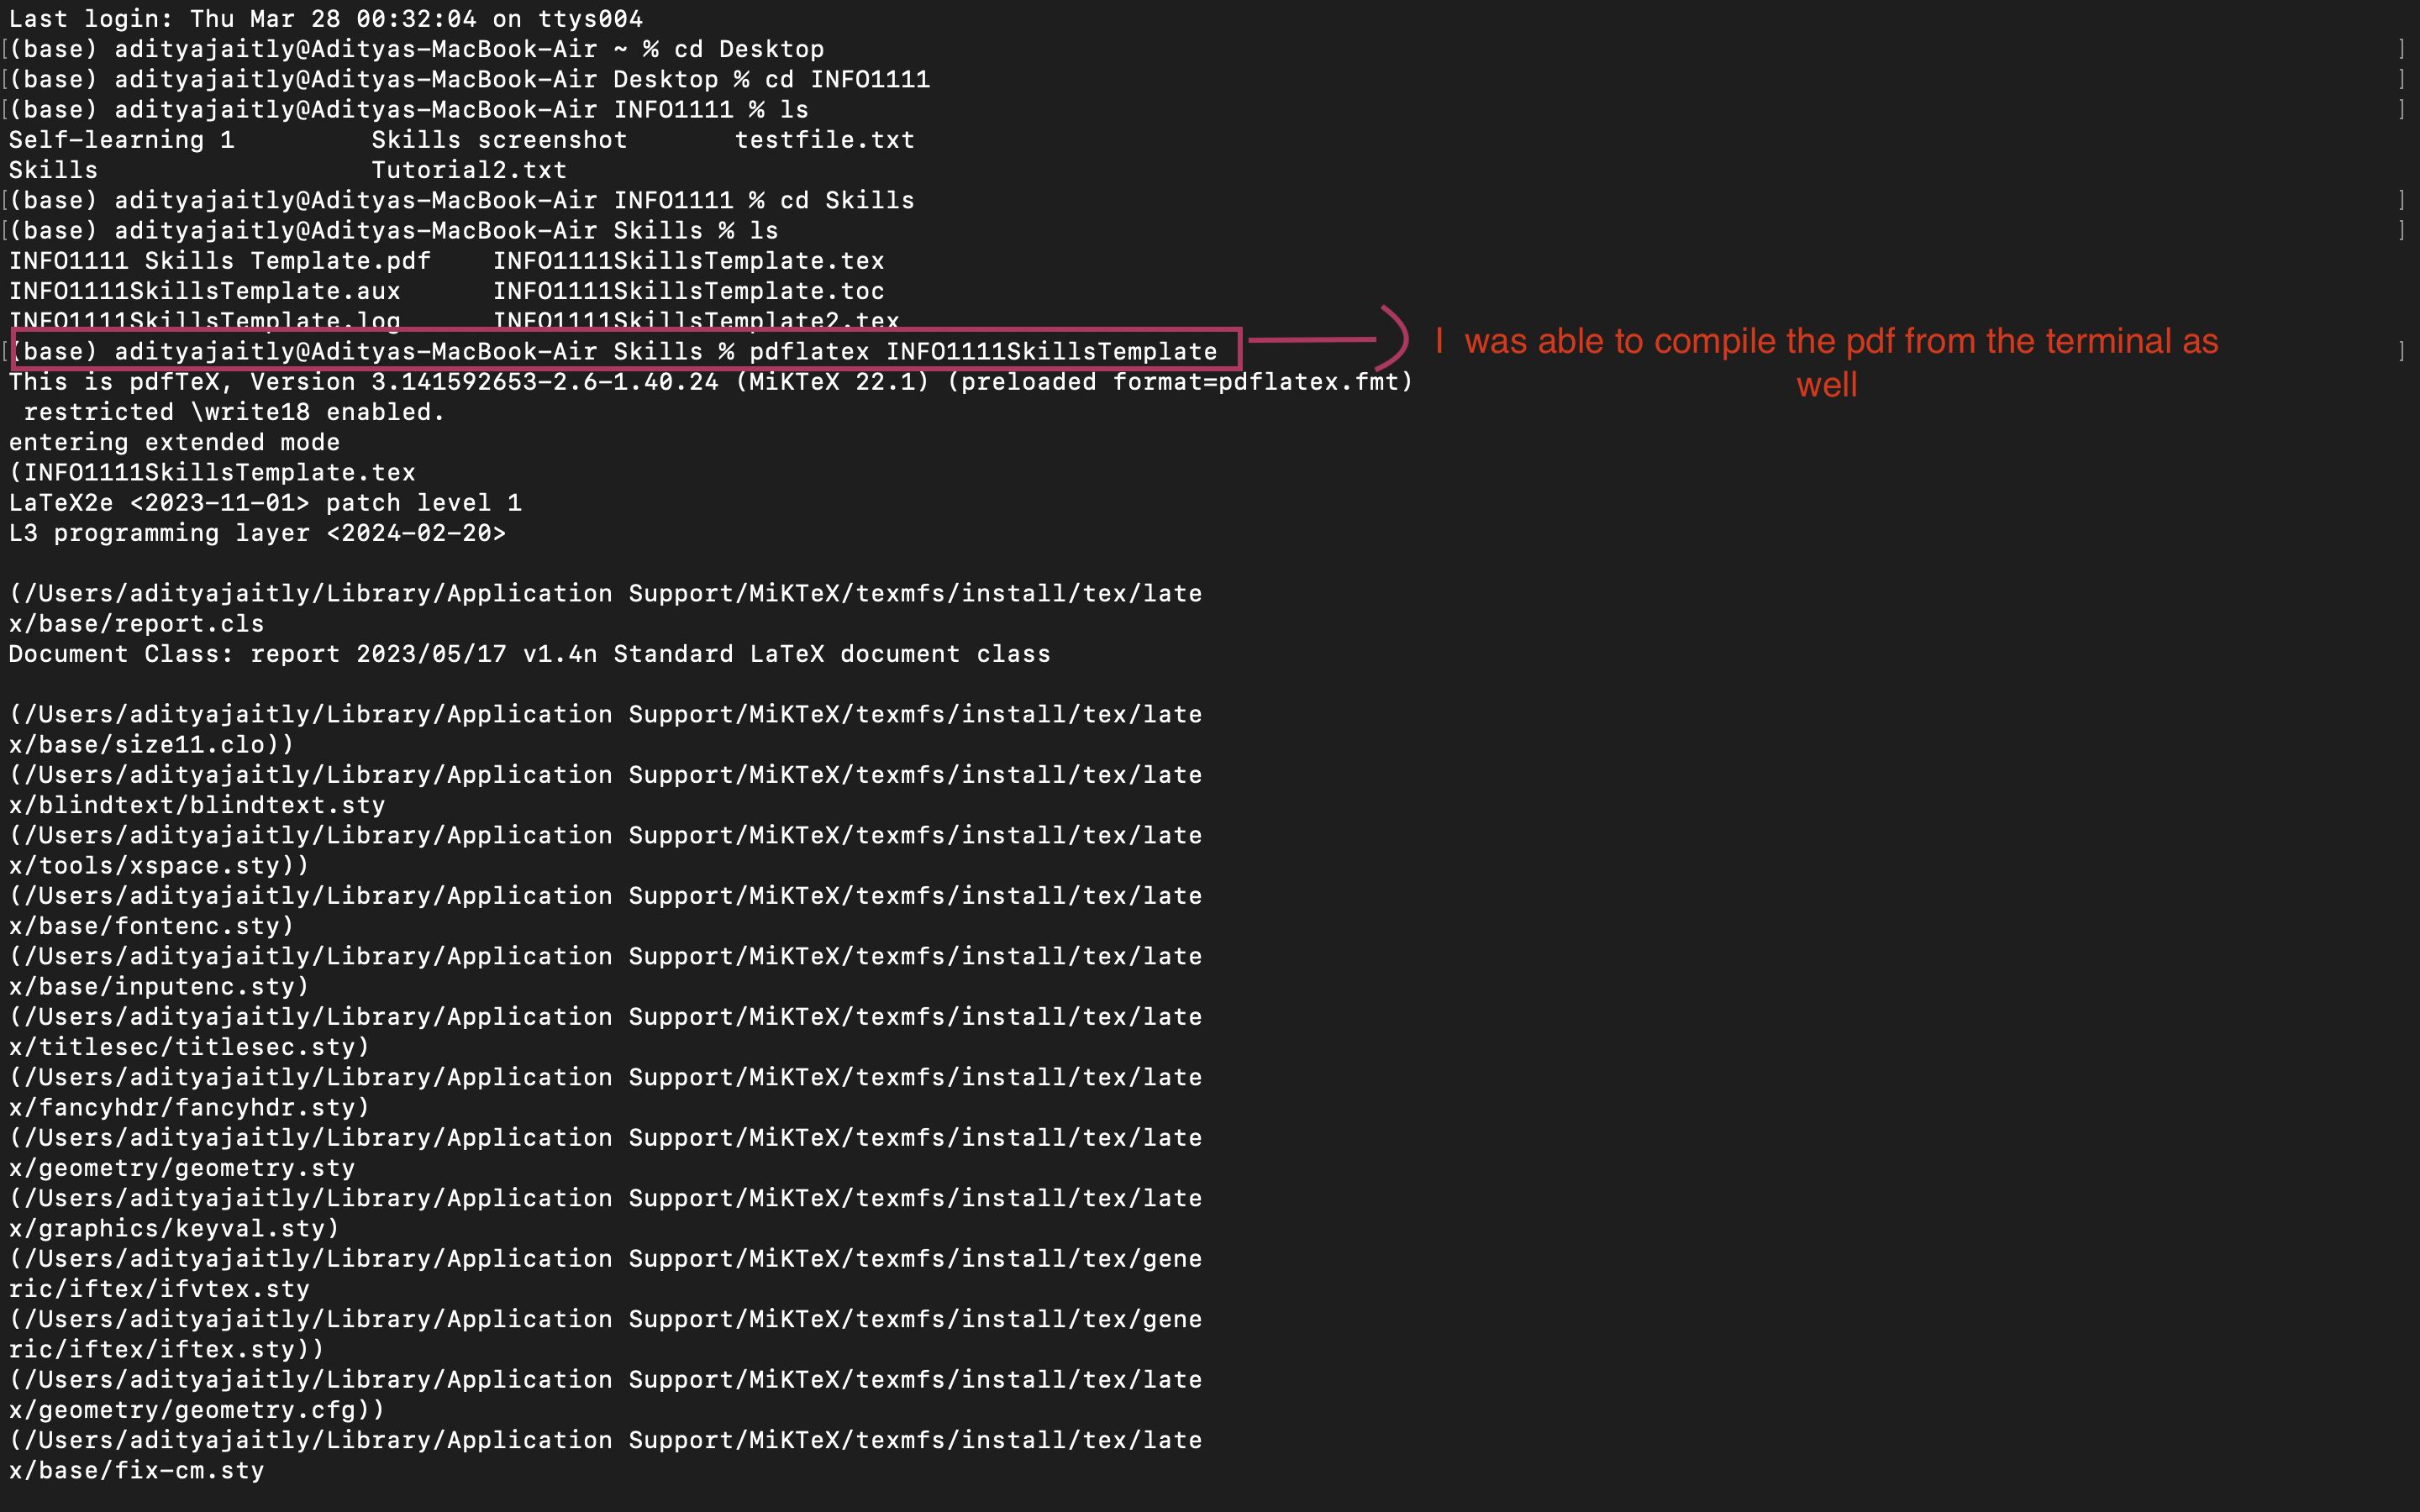 Last login: Thu Mar 28 00:32:04 on ttys004
[(base) adityajaitly@Adityas-MacBook-Air ~ % cd Desktop ]
[(base) adityajaitly@Adityas-MacBook-Air Desktop % cd INFO1111 ]
[(base) adityajaitly@Adityas-MacBook-Air INFO1111 % ls ]
Self-learning 1 Skills screenshot testfile.txt
Skills Tutorial2.txt
[(base) adityajaitly@Adityas-MacBook-Air INFO1111 % cd Skills ]
[(base) adityajaitly@Adityas-MacBook-Air Skills % ls ]
INFO1111 Skills Template.pdf INFO1111SkillsTemplate.tex
INFO1111SkillsTemplate.aux INFO1111SkillsTemplate.toc
INFO1111SkillsTemplate.log INFO1111SkillsTemplate2.tex
[(base) adityajaitly@Adityas-MacBook-Air Skills % pdflatex INFO1111SkillsTemplate ]
I was able to compile the pdf from the terminal as
well
This is pdfTeX, Version 3.141592653-2.6-1.40.24 (MiKTeX 22.1) (preloaded format=pdflatex.fmt)
restricted \write18 enabled.
entering extended mode
(INFO1111SkillsTemplate.tex
LaTeX2e <2023-11-01> patch level 1
L3 programming layer <2024-02-20>
(/Users/adityajaitly/Library/Application Support/MiKTeX/texmfs/install/tex/late
x/base/report.cls
Document Class: report 2023/05/17 v1.4n Standard LaTeX document class
(/Users/adityajaitly/Library/Application Support/MiKTeX/texmfs/install/tex/late
x/base/size11.clo))
(/Users/adityajaitly/Library/Application Support/MiKTeX/texmfs/install/tex/late
x/blindtext/blindtext.sty
(/Users/adityajaitly/Library/Application Support/MiKTeX/texmfs/install/tex/late
x/tools/xspace.sty))
(/Users/adityajaitly/Library/Application Support/MiKTeX/texmfs/install/tex/late
x/base/fontenc.sty)
(/Users/adityajaitly/Library/Application Support/MiKTeX/texmfs/install/tex/late
x/base/inputenc.sty)
(/Users/adityajaitly/Library/Application Support/MiKTeX/texmfs/install/tex/late
x/titlesec/titlesec.sty)
(/Users/adityajaitly/Library/Application Support/MiKTeX/texmfs/install/tex/late
x/fancyhdr/fancyhdr.sty)
(/Users/adityajaitly/Library/Application Support/MiKTeX/texmfs/install/tex/late
x/geometry/geometry.sty
(/Users/adityajaitly/Library/Application Support/MiKTeX/texmfs/install/tex/late
x/graphics/keyval.sty)
(/Users/adityajaitly/Library/Application Support/MiKTeX/texmfs/install/tex/gene
ric/iftex/ifvtex.sty
(/Users/adityajaitly/Library/Application Support/MiKTeX/texmfs/install/tex/gene
ric/iftex/iftex.sty))
(/Users/adityajaitly/Library/Application Support/MiKTeX/texmfs/install/tex/late
x/geometry/geometry.cfg))
(/Users/adityajaitly/Library/Application Support/MiKTeX/texmfs/install/tex/late
x/base/fix-cm.sty